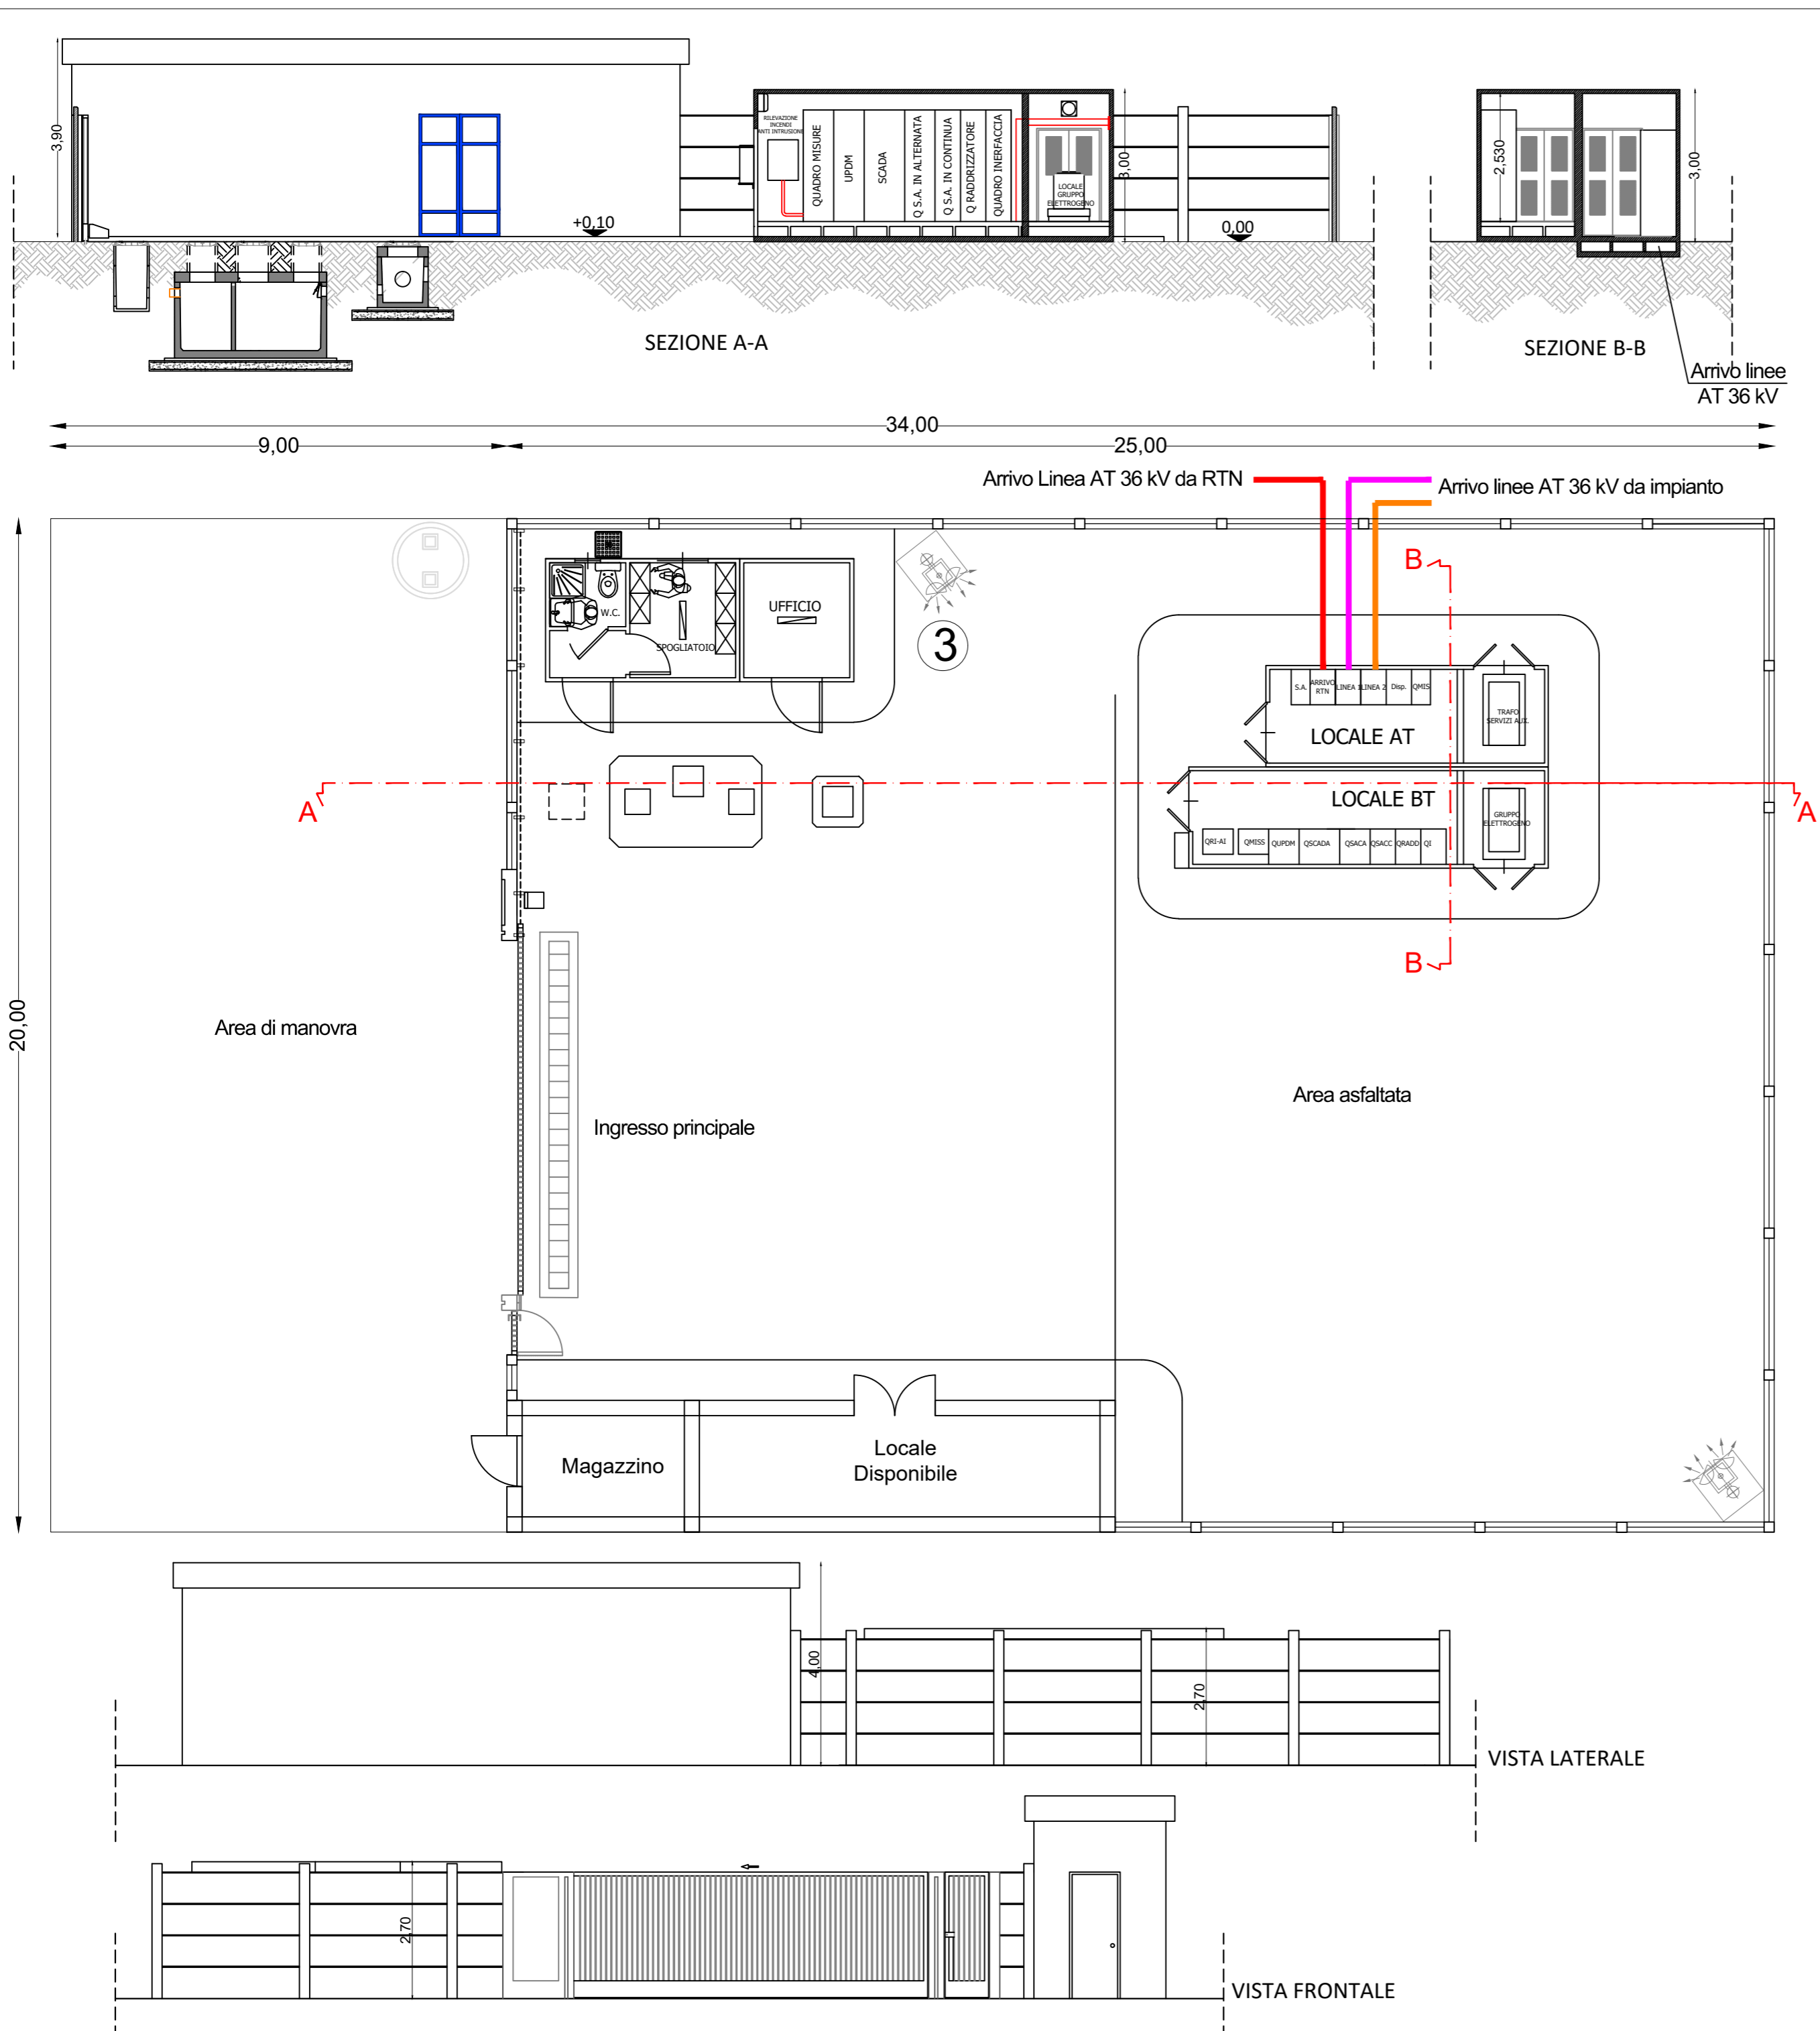 3,90
RILEVAZIONE
INCENDI
ANTI INTRUSIONE
QUADRO MISURE
UPDM
SCADA
Q S.A. IN ALTERNATA
Q S.A. IN CONTINUA
Q RADDRIZZATORE
QUADRO INERFACCIA
LOCALE
GRUPPO
ELETTROGENO
3,00
+0,10
0,00
2,530
3,00
SEZIONE A-A
SEZIONE B-B
Arrivo linee
AT 36 kV
34,00
9,00
25,00
Arrivo Linea AT 36 kV da RTN
Arrivo linee AT 36 kV da impianto
B
W.C.
SPOGLIATOIO
UFFICIO
3
S.A.
ARRIVO
RTN
LINEA 1
LINEA 2
Disp.
QMIS
TRAFO
SERVIZI AUX.
LOCALE AT
A
A
LOCALE BT
GRUPPO
ELETTROGENO
QRI-AI
QMISS
QUPDM
QSCADA
QSACA
QSACC
QRADD
QI
B
20,00
Area di manovra
Ingresso principale
Area asfaltata
Magazzino
Locale
Disponibile
4,00
2,70
VISTA LATERALE
2,70
VISTA FRONTALE